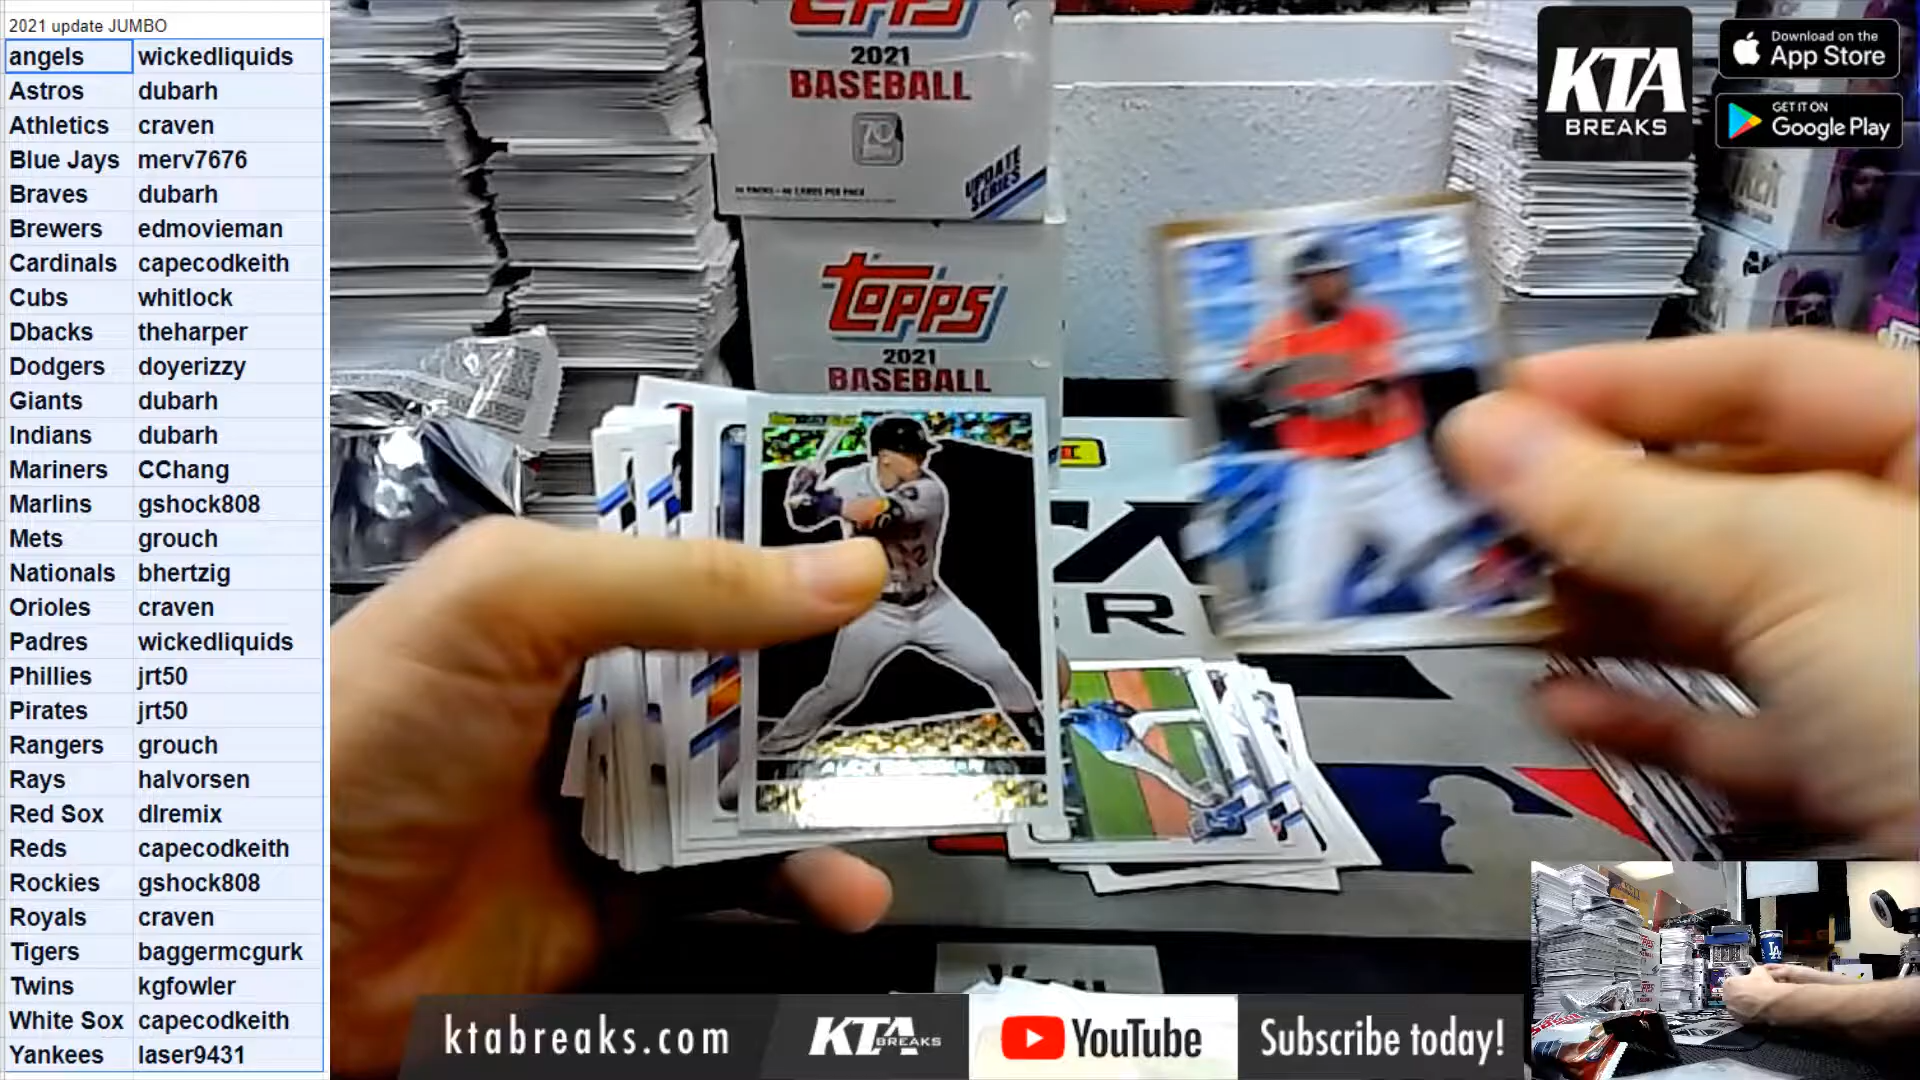 2021 update JUMBO
angels wickedliquids
Astros dubarh
Athletics craven
Blue Jays merv7676
Braves dubarh
Brewers edmovieman
Cardinals capecodkeith
Cubs whitlock
Dbacks theharper
Dodgers doyerizzy
Giants dubarh
Indians dubarh
Mariners CChang
Marlins gshock808
Mets grouch
Nationals bhertzig
Orioles craven
Padres wickedliquids
Phillies jrt50
Pirates jrt50
Rangers grouch
Rays halvorsen
Red Sox dlremix
Reds capecodkeith
Rockies gshock808
Royals craven
Tigers baggermcgurk
Twins kgfowler
White Sox capecodkeith
Yankees laser9431
Topps
2021
BASEBALL
70
UPDATE
SERIES
Topps
2021
BASEBALL
R
KTA
BREAKS
Download on the
App Store
GET IT ON
Google Play
LA
ktabreaks.com
KTA
BREAKS
YouTube
Subscribe today!